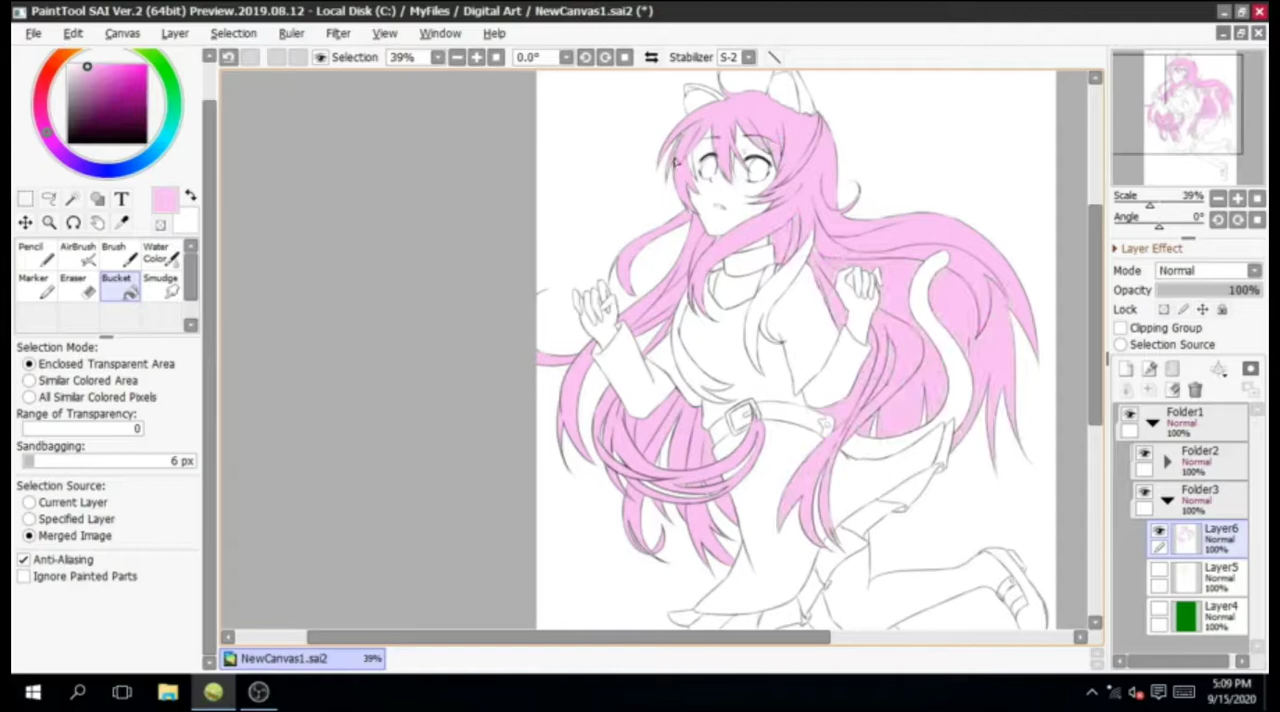 PaintTool SAI Ver.2 (64bit) Preview.2019.08.12 - Local Disk (C:) / MyFiles / Digital Art / NewCanvas1.sai2 (*)
File Edit Canvas Layer Selection Ruler Filter View Window Help
Selection 39% 0.0° Stabilizer S-2
T
Pencil AirBrush Brush Water Color
Marker Eraser Bucket Smudge
Selection Mode:
Enclosed Transparent Area
Similar Colored Area
All Similar Colored Pixels
Range of Transparency:
0
Sandbagging:
6 px
Selection Source:
Current Layer
Specified Layer
Merged Image
Anti-Aliasing
Ignore Painted Parts
NewCanvas1.sai2 39%
Scale 39%
Angle 0°
Layer Effect
Mode Normal
Opacity 100%
Lock
Clipping Group
Selection Source
Folder1
Normal
100%
Folder2
Normal
100%
Folder3
Normal
100%
Layer6
Normal
100%
Layer5
Normal
100%
Layer4
Normal
100%
5:09 PM
9/15/2020